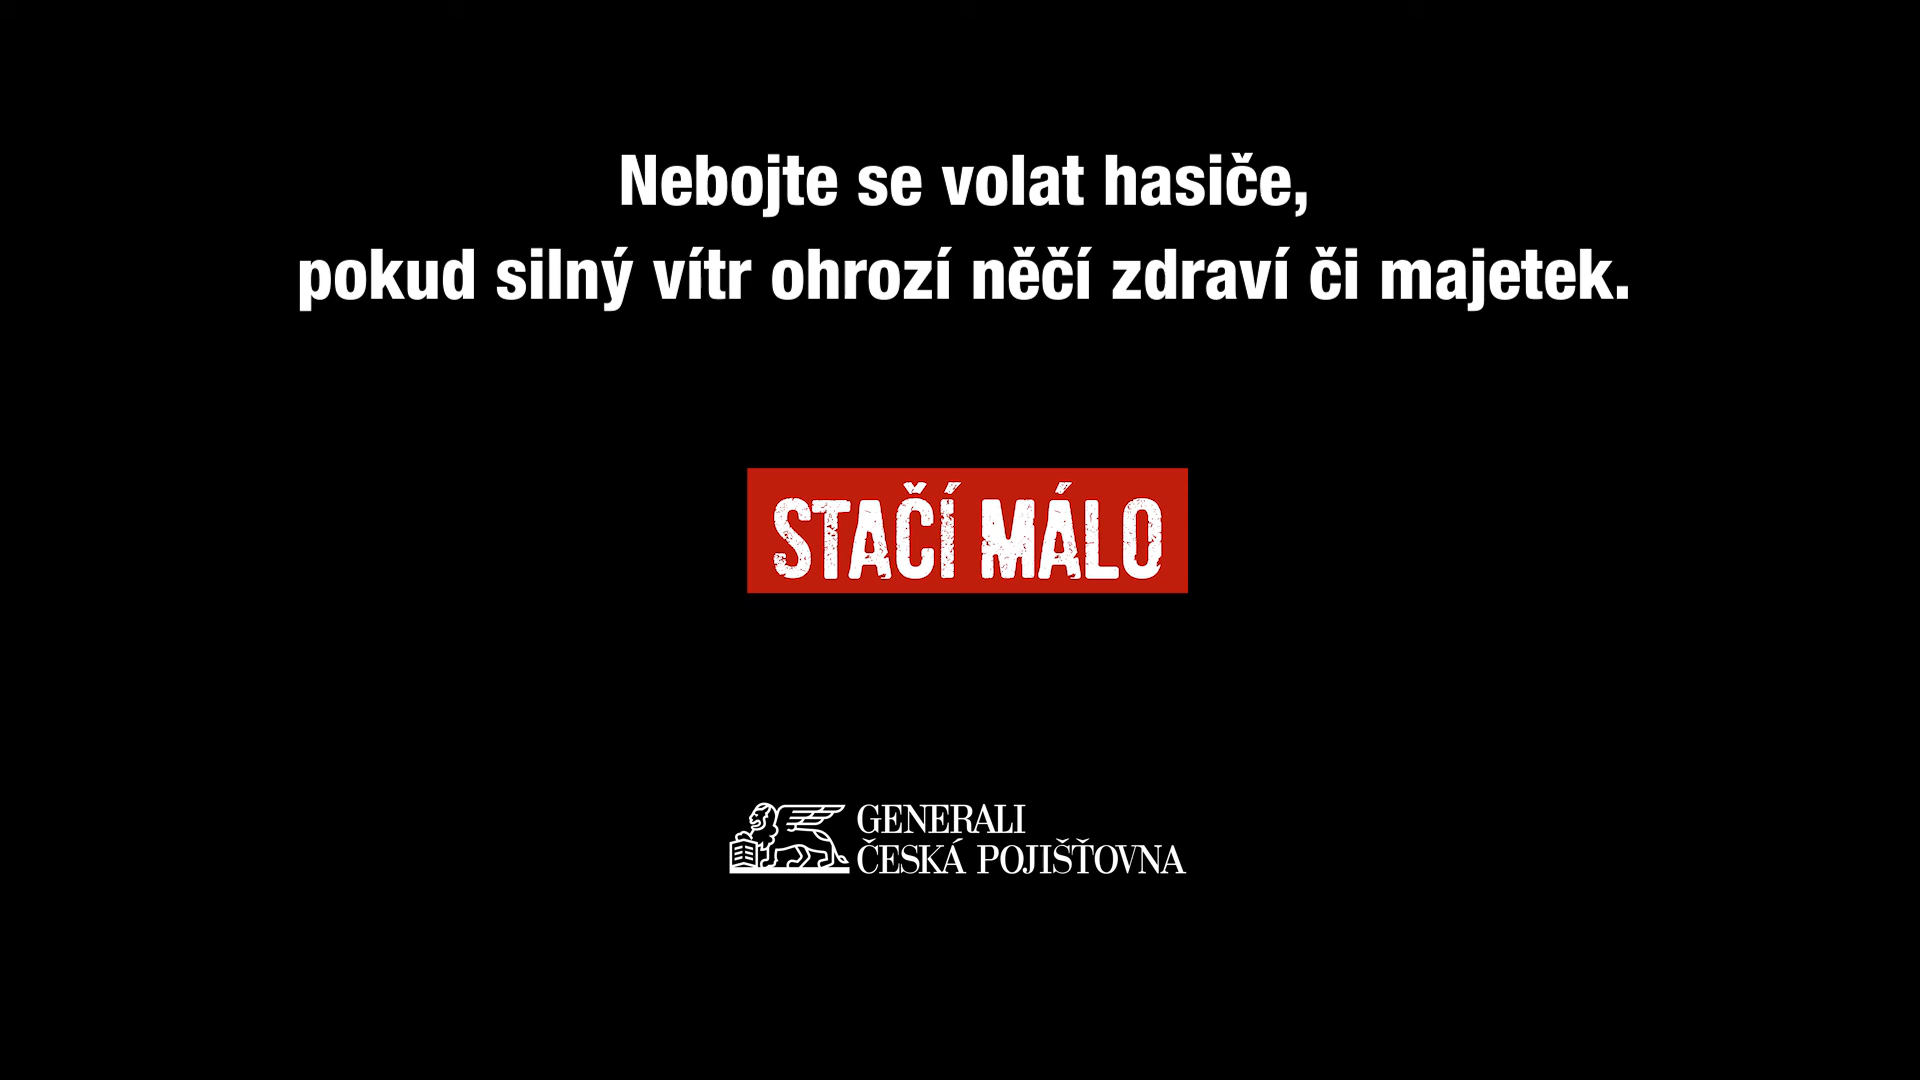 Nebojte se volat hasiče,
pokud silný vítr ohrozí něčí zdraví či majetek.
STAČÍ MÁLO
GENERALI
ČESKÁ POJIŠŤOVNA